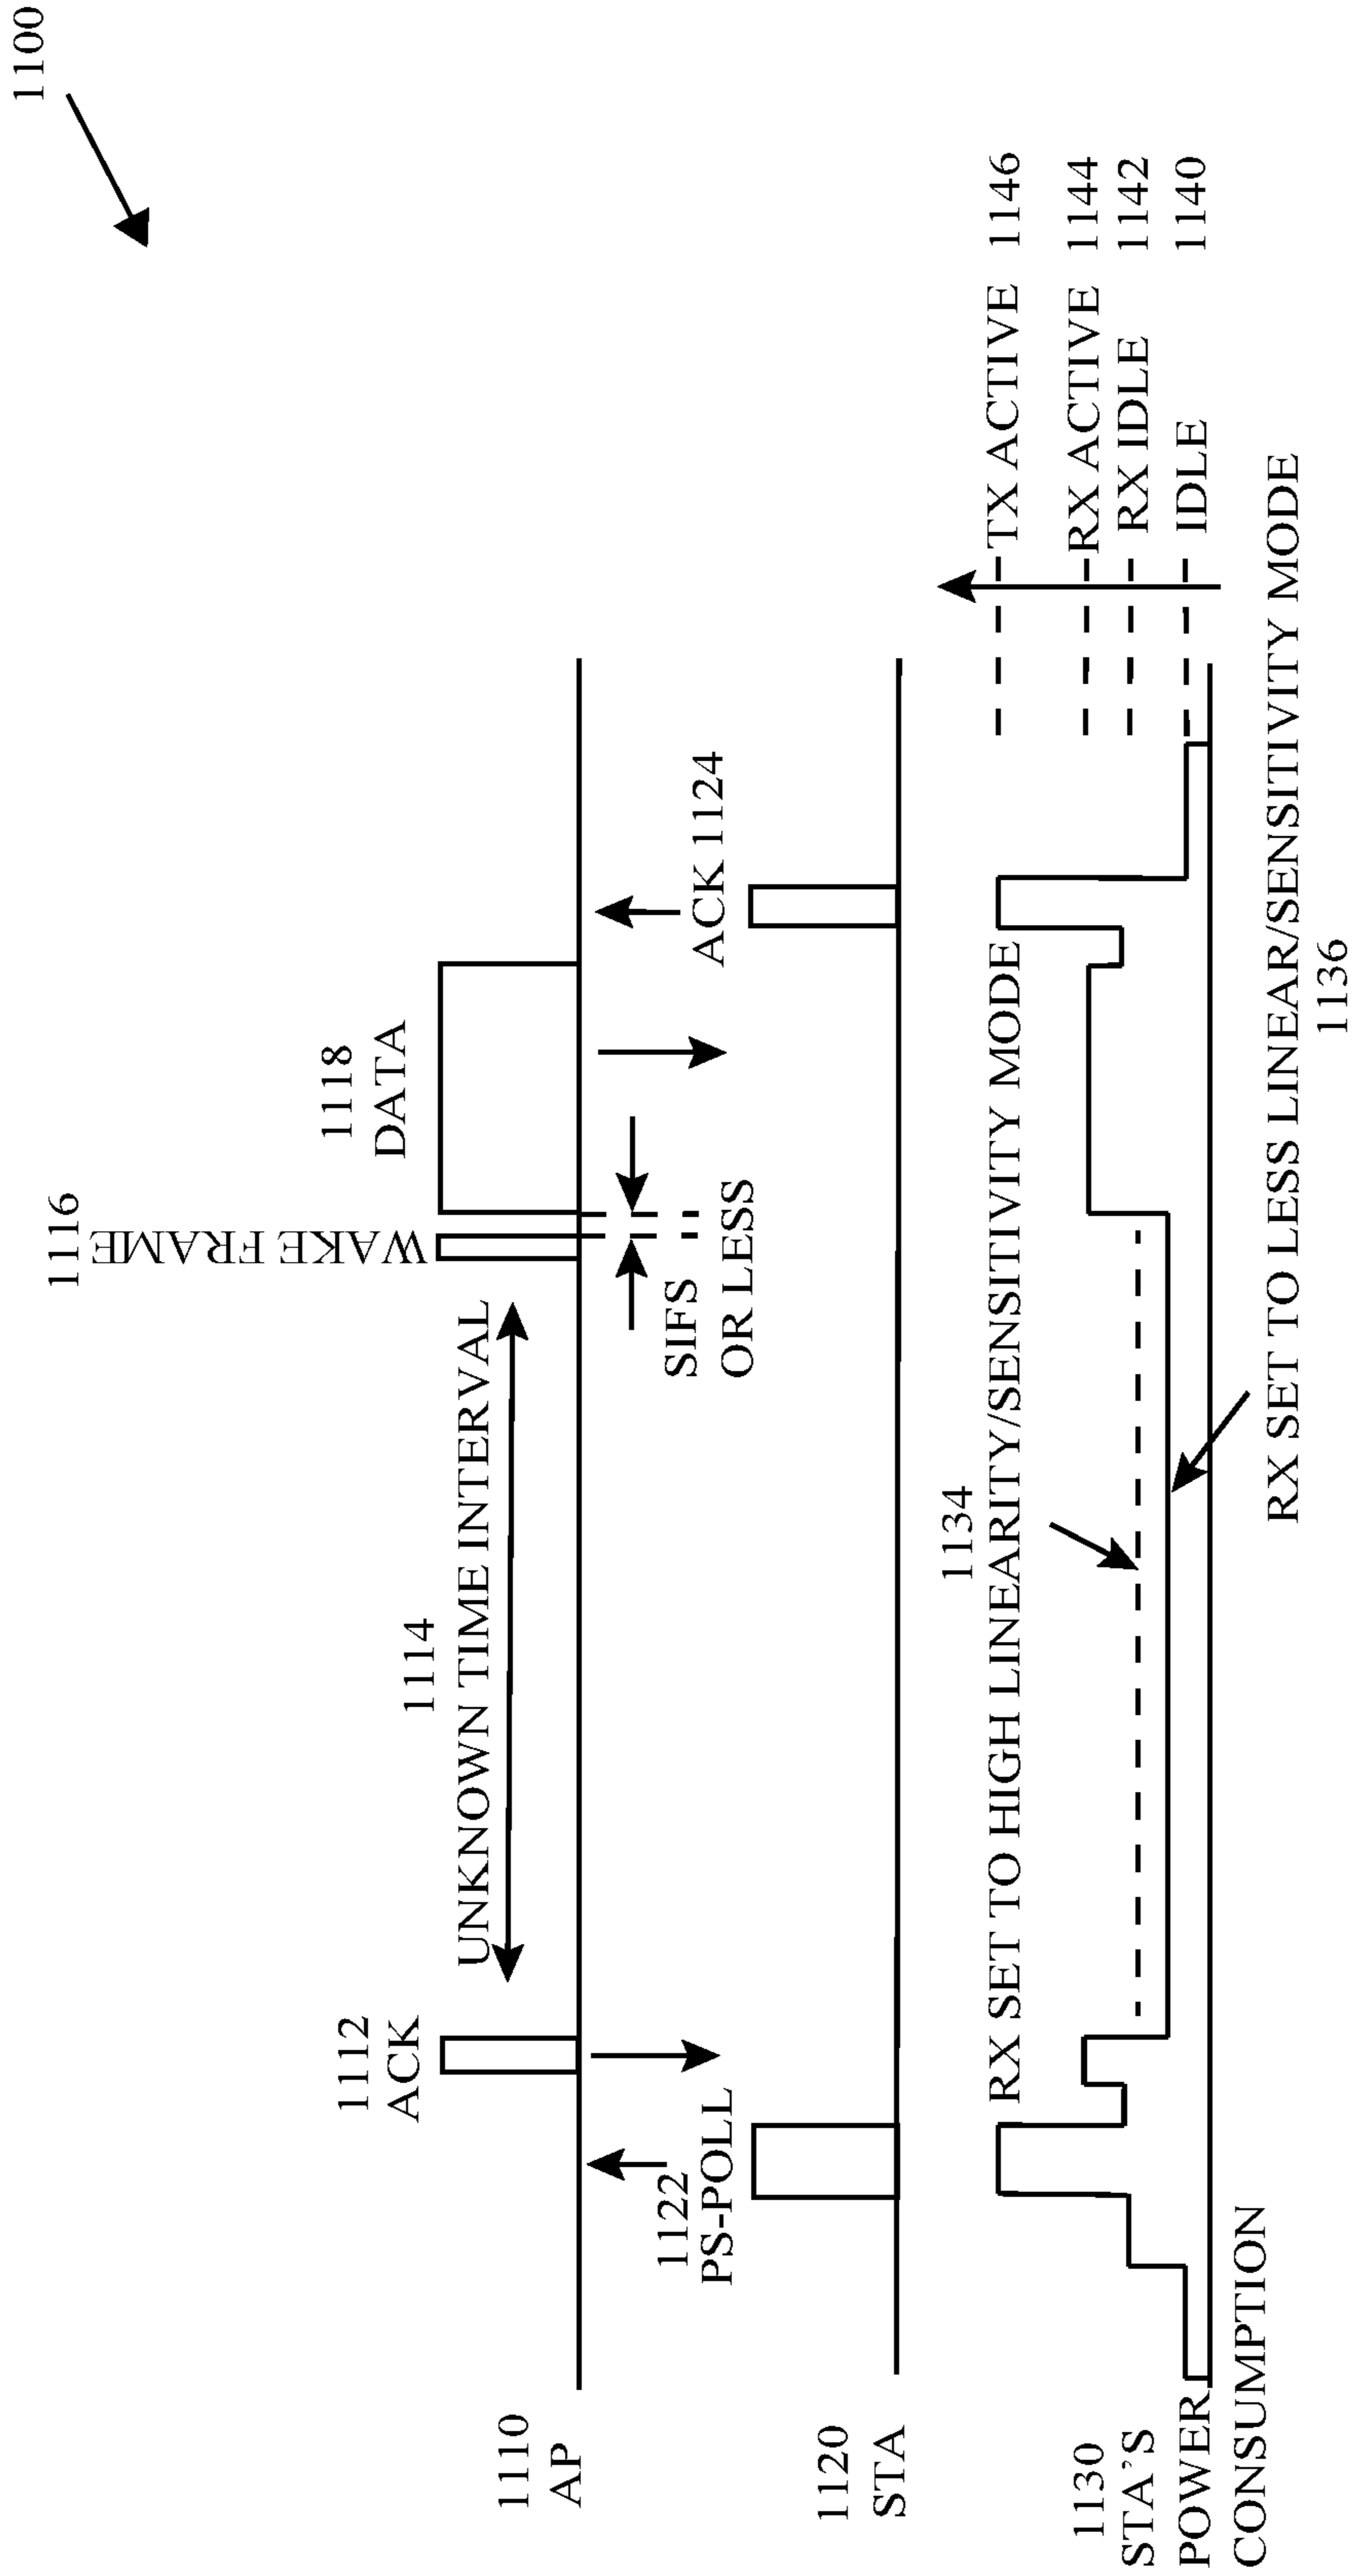 1100
1116
WAKE FRAME
1118
DATA
1114
UNKNOWN TIME INTERVAL
1112
ACK
1110
AP
SIFS
OR LESS
ACK 1124
1122
PS-POLL
1120
STA
1134
RX SET TO HIGH LINEARITY/SENSITIVITY MODE
TX ACTIVE 1146
RX ACTIVE 1144
RX IDLE 1142
IDLE 1140
1130
STA'S
POWER
CONSUMPTION
RX SET TO LESS LINEAR/SENSITIVITY MODE
1136